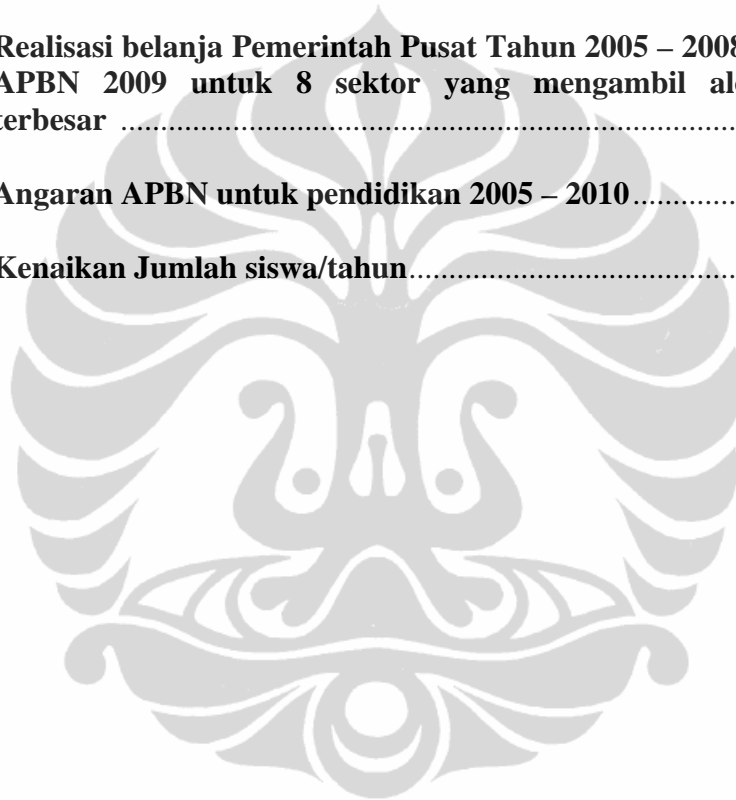 Realisasi belanja Pemerintah Pusat Tahun 2005 – 2008
APBN 2009 untuk 8 sektor yang mengambil
terbesar ................................................................................
Angaran APBN untuk pendidikan 2005 – 2010.............
Kenaikan Jumlah siswa/tahun.........................................